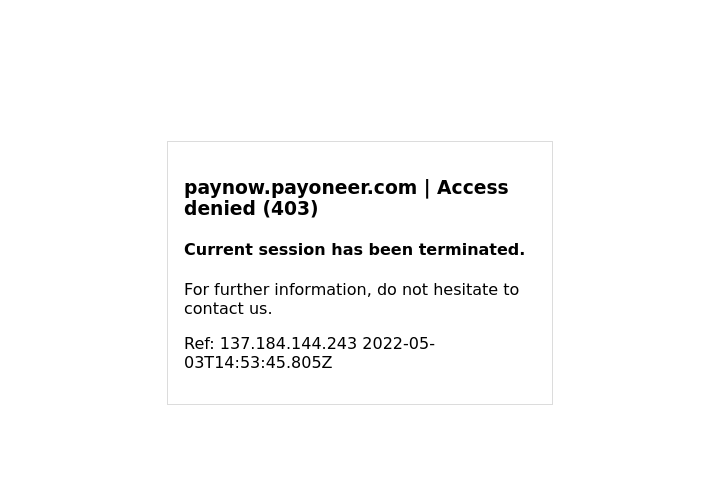 paynow.payoneer.com | Access
denied (403)
Current session has been terminated.
For further information, do not hesitate to
contact us.
Ref: 137.184.144.243 2022-05-
03T14:53:45.805Z